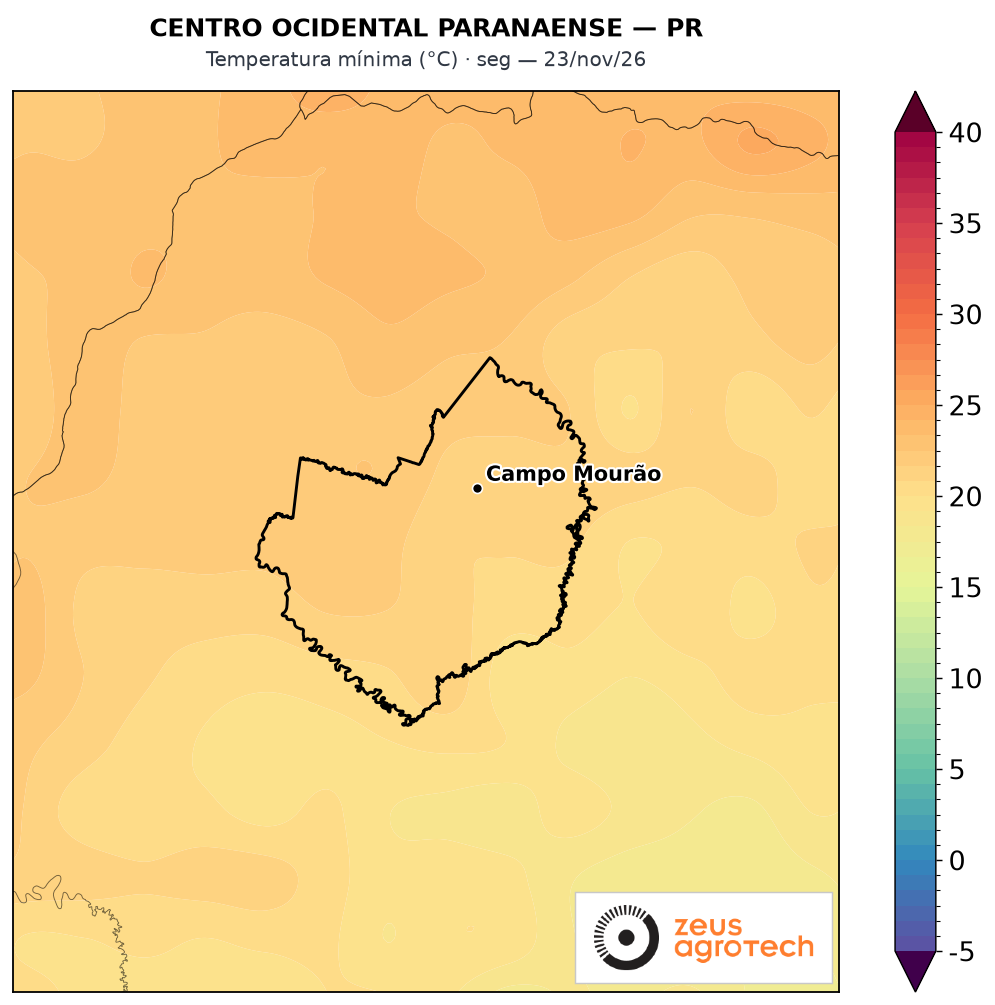 CENTRO OCIDENTAL PARANAENSE — PR
Temperatura mínima (°C) · seg — 23/nov/26
Campo Mourão
40
35
30
25
20
15
10
5
0
-5
zeus
agrotech